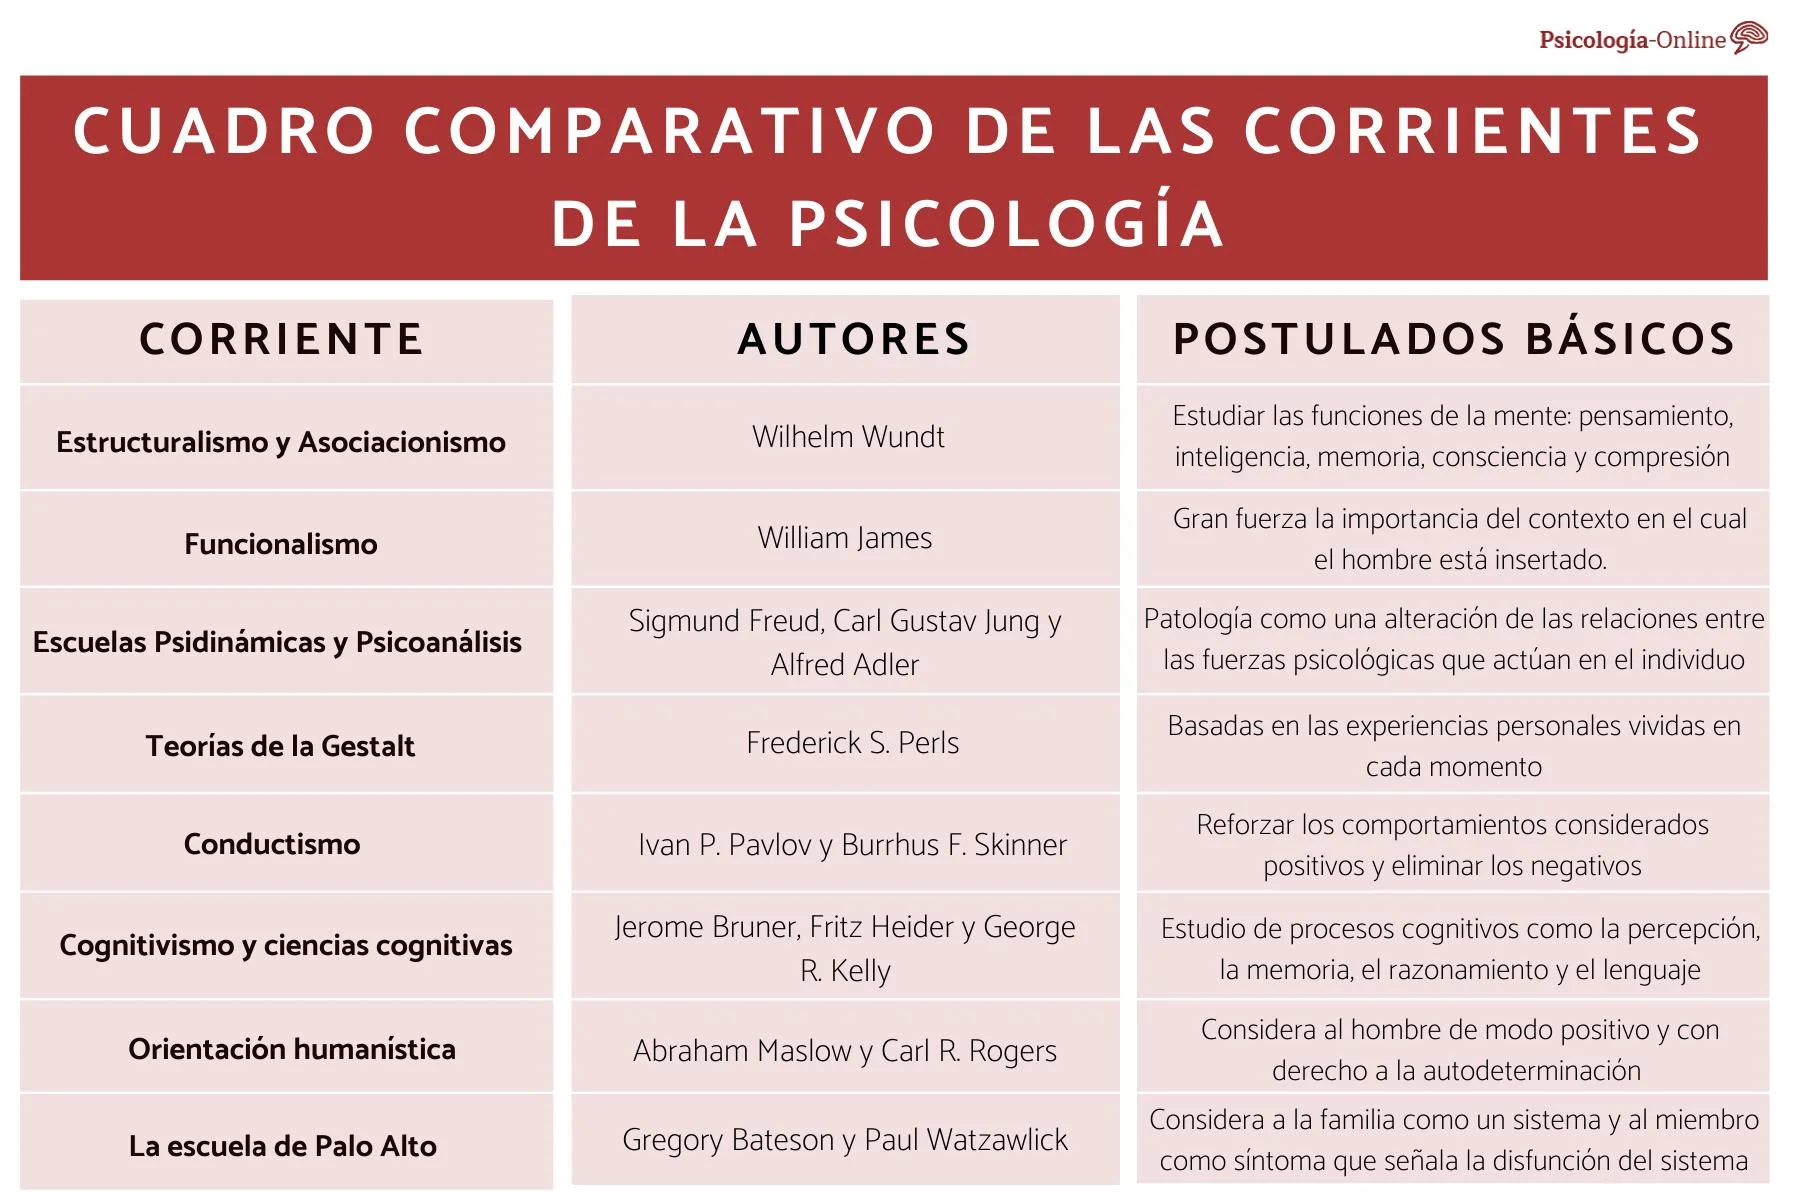 Psicología-Online
CUADRO COMPARATIVO DE LAS CORRIENTES
DE LA PSICOLOGÍA
CORRIENTE
AUTORES
POSTULADOS BÁSICOS
Estructuralismo y Asociacionismo
Wilhelm Wundt
Estudiar las funciones de la mente: pensamiento,
inteligencia, memoria, consciencia y compresión
Funcionalismo
William James
Gran fuerza la importancia del contexto en el cual
el hombre está insertado.
Escuelas Psidinámicas y Psicoanálisis
Sigmund Freud, Carl Gustav Jung y
Alfred Adler
Patología como una alteración de las relaciones entre
las fuerzas psicológicas que actúan en el individuo
Teorías de la Gestalt
Frederick S. Perls
Basadas en las experiencias personales vividas en
cada momento
Conductismo
Ivan P. Pavlov y Burrhus F. Skinner
Reforzar los comportamientos considerados
positivos y eliminar los negativos
Cognitivismo y ciencias cognitivas
Jerome Bruner, Fritz Heider y George
R. Kelly
Estudio de procesos cognitivos como la percepción,
la memoria, el razonamiento y el lenguaje
Orientación humanística
Abraham Maslow y Carl R. Rogers
Considera al hombre de modo positivo y con
derecho a la autodeterminación
La escuela de Palo Alto
Gregory Bateson y Paul Watzawlick
Considera a la familia como un sistema y al miembro
como síntoma que señala la disfunción del sistema